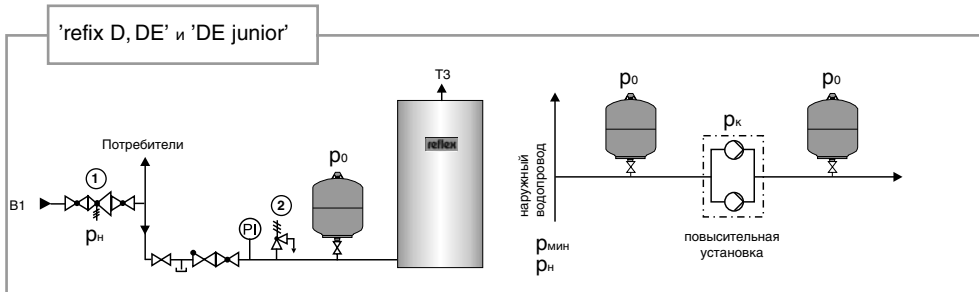 'refix D, DE' и 'DE junior'
T3
p₀
p₀
p₀
pк
Потребители
reflex
1
2
B1
pн
PI
наружный
водопровод
pмин
pн
повысительная
установка